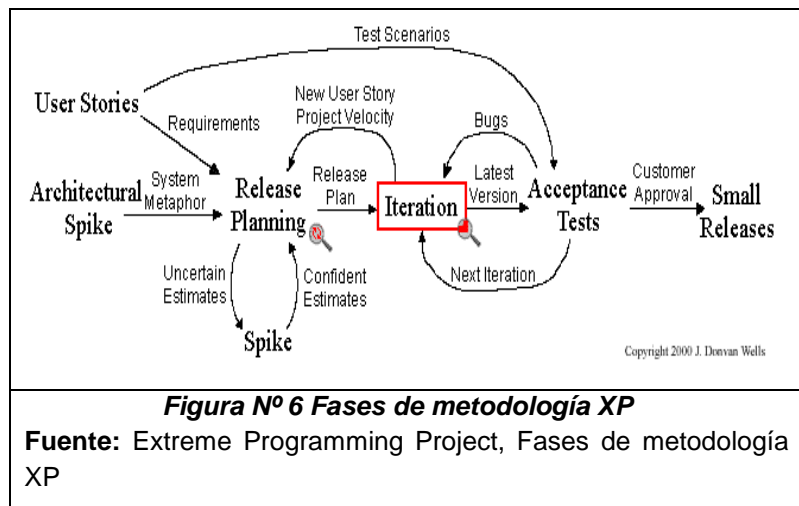 Test Scenarios
User Stories
New User Story
Project Velocity
Bugs
Requirements
Architectural
Spike
System
Metaphor
Release
Planning
Release
Plan
Iteration
Latest
Version
Acceptance
Tests
Customer
Approval
Small
Releases
Uncertain
Estimates
Confident
Estimates
Next Iteration
Spike
Copyright 2000 J. Donvan Wells
Figura Nº 6 Fases de metodología XP
Fuente: Extreme Programming Project, Fases de metodología
XP